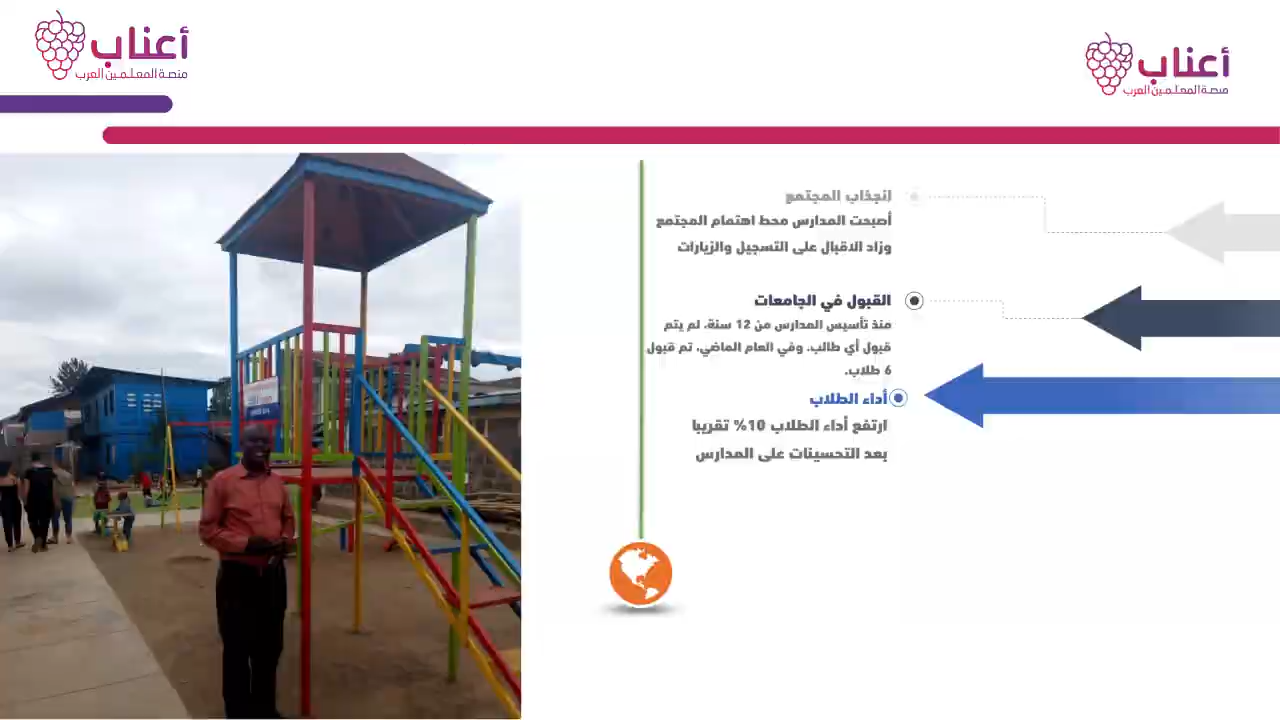 أعناب
منصة المعلمين العرب
أعناب
منصة المعلمين العرب
انجذاب المجتمع
أصبحت المدارس محط اهتمام المجتمع
وزاد الاقبال على التسجيل والزيارات
القبول في الجامعات
منذ تأسيس المدارس من 12 سنة، لم يتم
قبول أي طالب. وفي العام الماضي، تم قبول
6 طلاب.
أداء الطلاب
ارتفع أداء الطلاب 10% تقريبا
بعد التحسينات على المدارس